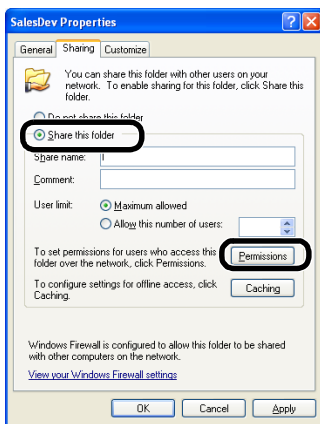 SalesDev Properties
General Sharing Customize
You can share this folder with other users on your
network. To enable sharing for this folder, click Share this
folder.
Do not share this folder
Share this folder
Share name:
Comment:
User limit: Maximum allowed
Allow this number of users:
To set permissions for users who access this
folder over the network, click Permissions. Permissions
To configure settings for offline access, click
Caching. Caching
Windows Firewall is configured to allow this folder to be shared
with other computers on the network.
View your Windows Firewall settings
OK Cancel Apply